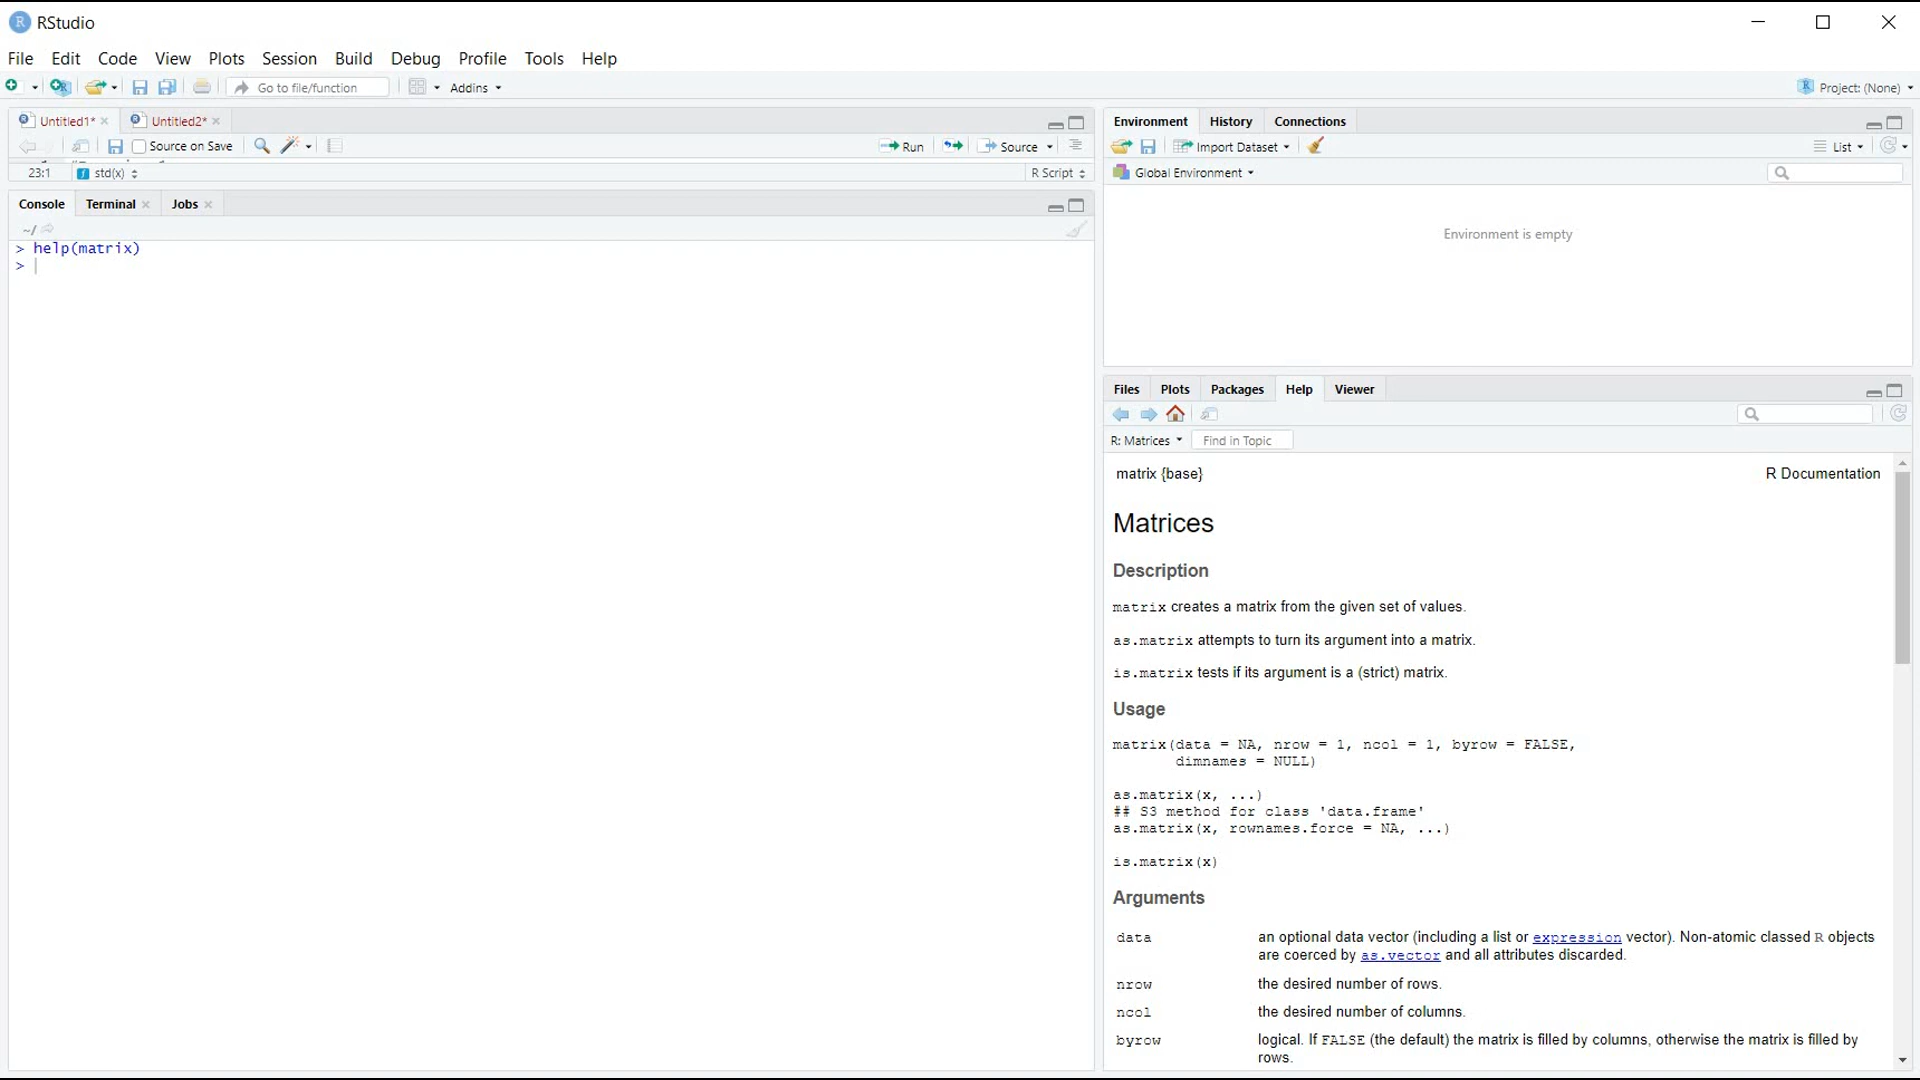 RStudio
File Edit Code View Plots Session Build Debug Profile Tools Help
Go to file/function Addins Project: (None)
Untitled1* Untitled2*
Source on Save Run Source
23:1 std(x) R Script
Console Terminal Jobs
~/
> help(matrix)
>
Environment History Connections
Import Dataset List
Global Environment
Environment is empty
Files Plots Packages Help Viewer
R: Matrices Find in Topic
matrix {base} R Documentation
Matrices
Description
matrix creates a matrix from the given set of values.
as.matrix attempts to turn its argument into a matrix.
is.matrix tests if its argument is a (strict) matrix.
Usage
matrix(data = NA, nrow = 1, ncol = 1, byrow = FALSE,
dimnames = NULL)
as.matrix(x, ...)
## S3 method for class 'data.frame'
as.matrix(x, rownames.force = NA, ...)
is.matrix(x)
Arguments
data an optional data vector (including a list or expression vector). Non-atomic classed R objects
are coerced by as.vector and all attributes discarded.
nrow the desired number of rows.
ncol the desired number of columns.
byrow logical. If FALSE (the default) the matrix is filled by columns, otherwise the matrix is filled by
rows.